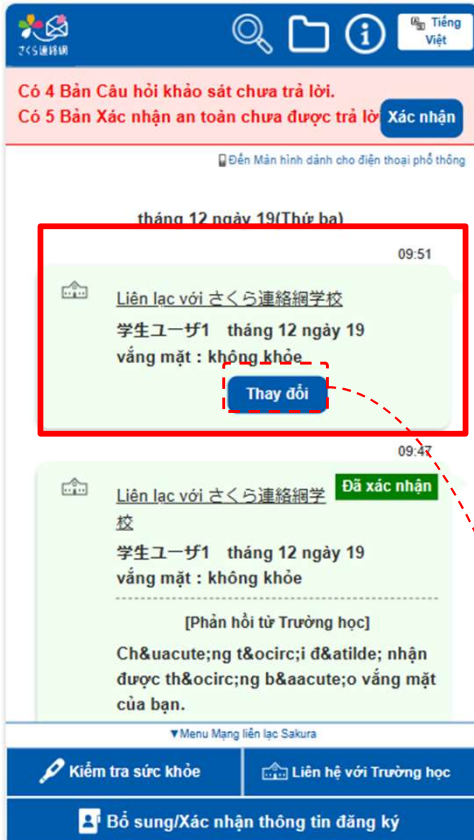 さくら連絡網
Tiếng
Việt
Có 4 Bản Câu hỏi khảo sát chưa trả lời.
Có 5 Bản Xác nhận an toàn chưa được trả lờ
Xác nhận
Đến Màn hình dành cho điện thoại phổ thông
tháng 12 ngày 19(Thứ ba)
09:51
Liên lạc với さくら連絡網学校
学生ユーザ1 tháng 12 ngày 19
vắng mặt : không khỏe
Thay đổi
09:47
Đã xác nhận
Liên lạc với さくら連絡網学
校
学生ユーザ1 tháng 12 ngày 19
vắng mặt : không khỏe
[Phản hồi từ Trường học]
Ch&uacute;ng t&ocirc;i đ&atilde; nhận
được th&ocirc;ng b&aacute;o vắng mặt
của bạn.
▼Menu Mạng liên lạc Sakura
Kiểm tra sức khỏe
Liên hệ với Trường học
Bổ sung/Xác nhận thông tin đăng ký